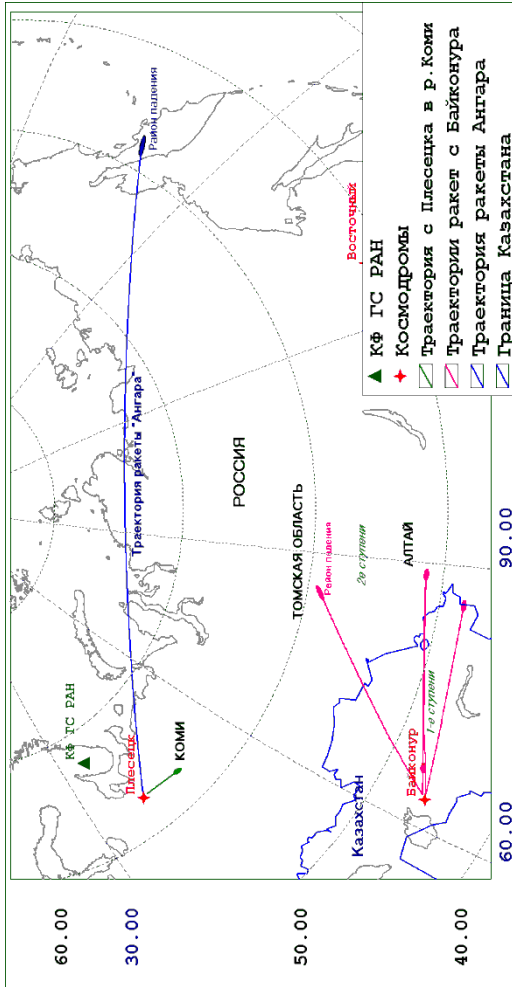 60.00
30.00
50.00
40.00
60.00
90.00
КФ ГС РАН
Плесецк
КОМИ
Траектория ракеты "Ангара"
Район падения
РОССИЯ
Восточный
ТОМСКАЯ ОБЛАСТЬ
Район падения
2е ступени
АЛТАЙ
1-е ступени
Байконур
Казахстан
КФ ГС РАН
Космодромы
Траектория с Плесецка в р.Коми
Траектории ракет с Байконура
Траектория ракеты Ангара
Граница Казахстана